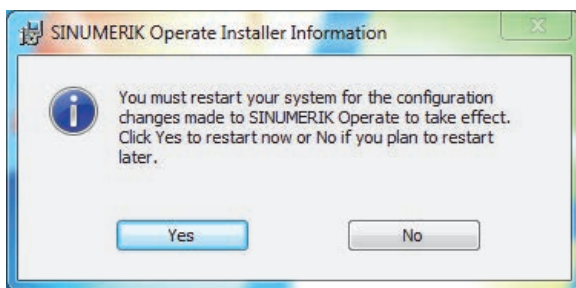 SINUMERIK Operate Installer Information
You must restart your system for the configuration
changes made to SINUMERIK Operate to take effect.
Click Yes to restart now or No if you plan to restart
later.
Yes
No